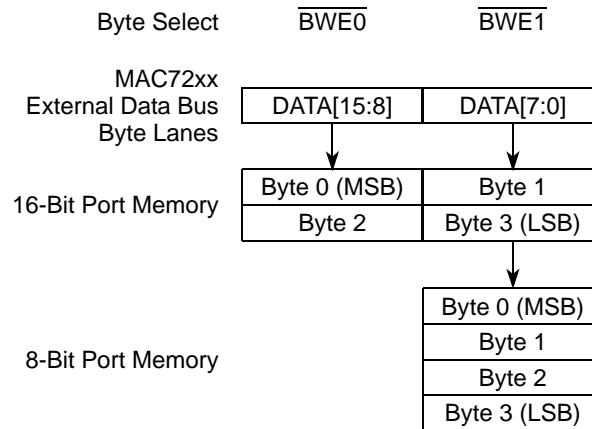 Byte Select BWE0 BWE1
MAC72xx
External Data Bus DATA[15:8] DATA[7:0]
Byte Lanes
Byte 0 (MSB) Byte 1
16-Bit Port Memory
Byte 2 Byte 3 (LSB)
Byte 0 (MSB)
Byte 1
8-Bit Port Memory
Byte 2
Byte 3 (LSB)